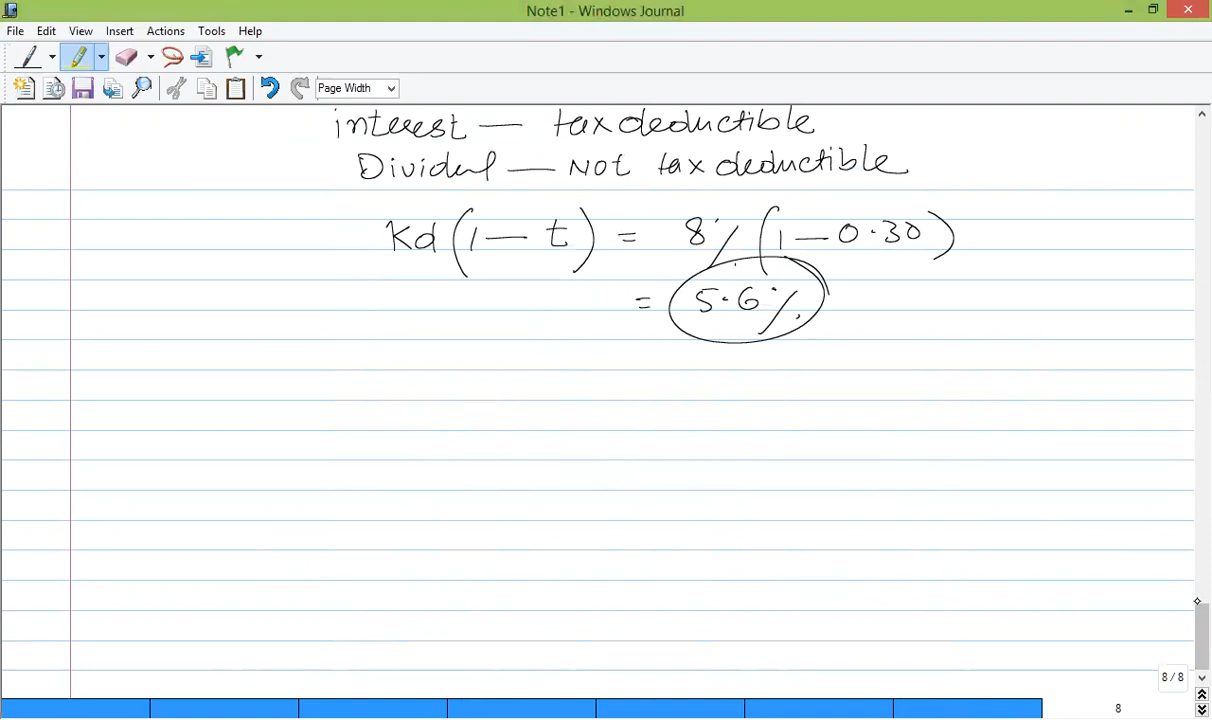 Note1 - Windows Journal
File Edit View Insert Actions Tools Help
Page Width
interest — tax deductible
Dividend — NOT tax deductible
Kd (1 — t) = 8% (1 — 0.30)
= 5.6%
8 / 8
8